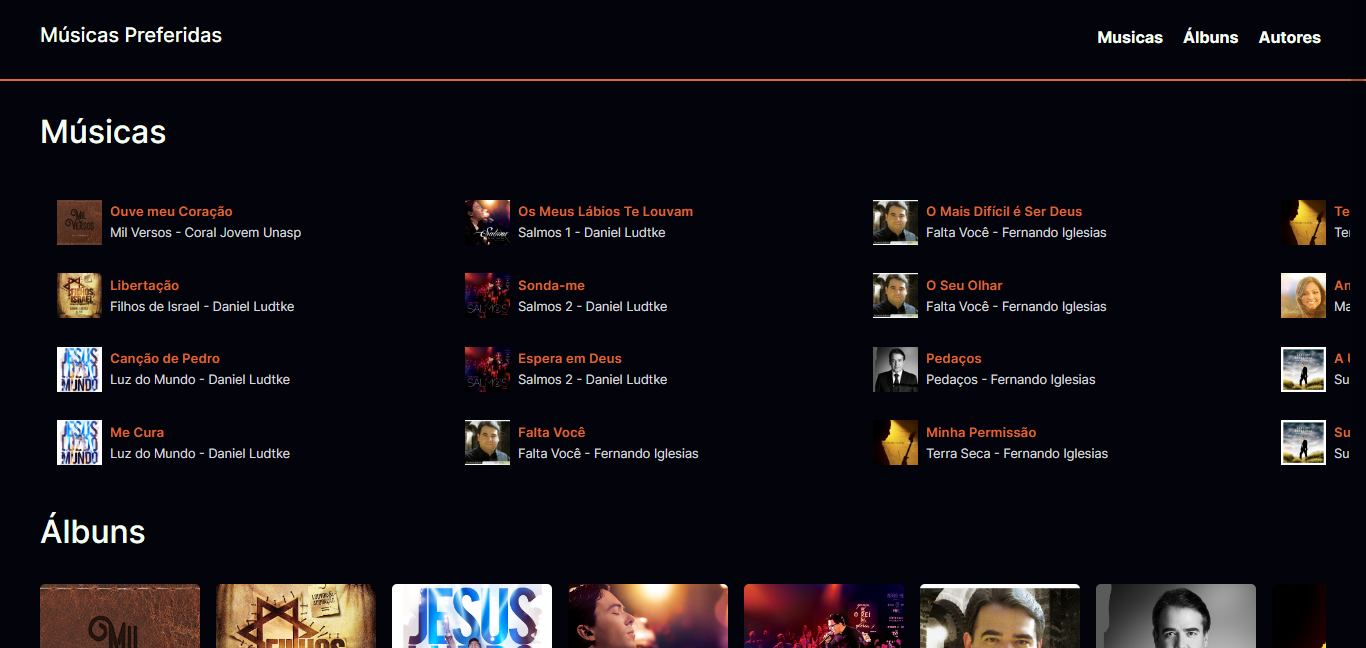 Músicas Preferidas
Musicas Álbuns Autores
Músicas
Ouve meu Coração
Mil Versos - Coral Jovem Unasp
Os Meus Lábios Te Louvam
Salmos 1 - Daniel Ludtke
O Mais Difícil é Ser Deus
Falta Você - Fernando Iglesias
Te
Ter
Libertação
Filhos de Israel - Daniel Ludtke
Sonda-me
Salmos 2 - Daniel Ludtke
O Seu Olhar
Falta Você - Fernando Iglesias
An
Ma
Canção de Pedro
Luz do Mundo - Daniel Ludtke
Espera em Deus
Salmos 2 - Daniel Ludtke
Pedaços
Pedaços - Fernando Iglesias
A
Su
Me Cura
Luz do Mundo - Daniel Ludtke
Falta Você
Falta Você - Fernando Iglesias
Minha Permissão
Terra Seca - Fernando Iglesias
Su
Su
Álbuns
MIL
JESUS